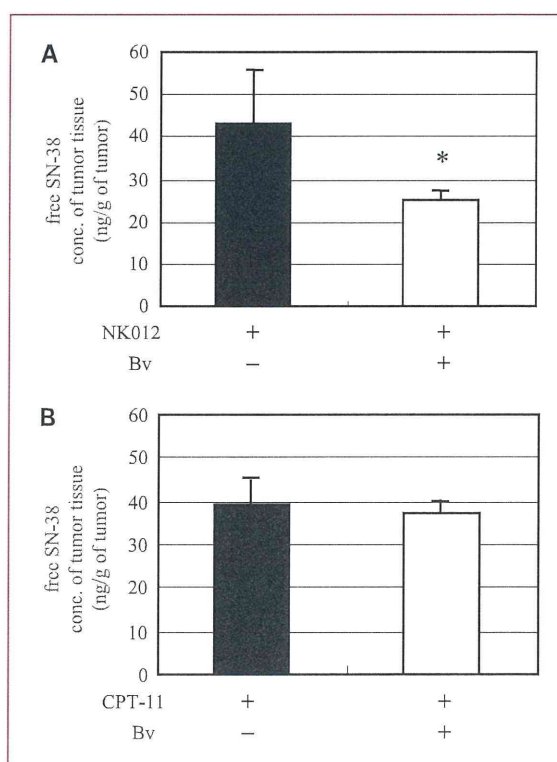 A
60
50
40
30
20
10
0
free SN-38
conc. of tumor tissue
(ng/g of tumor)
*
NK012 + +
Bv − +
B
60
50
40
30
20
10
0
free SN-38
conc. of tumor tissue
(ng/g of tumor)
CPT-11 + +
Bv − +